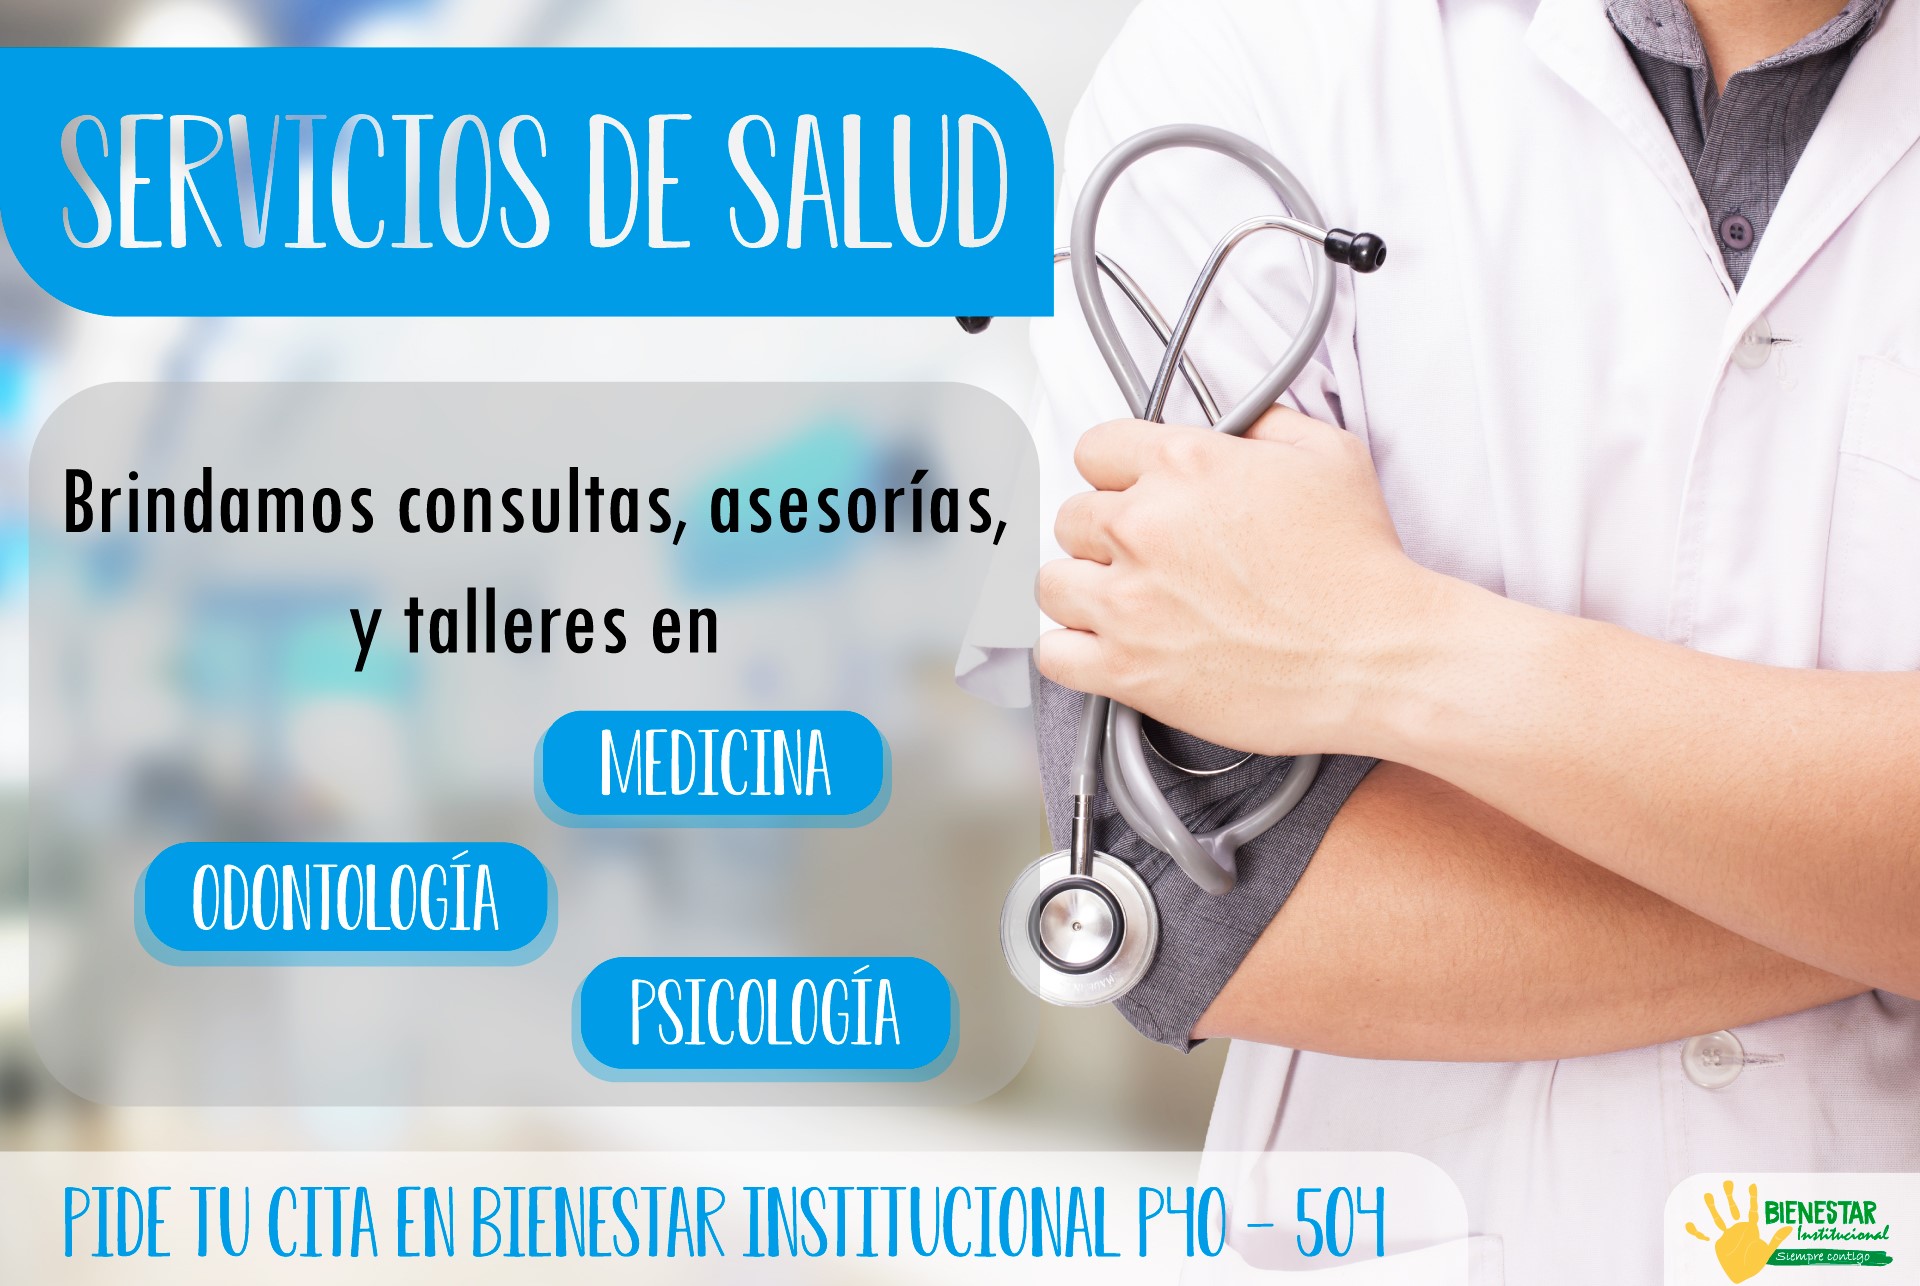 SERVICIOS DE SALUD
Brindamos consultas, asesorías,
y talleres en
MEDICINA
ODONTOLOGÍA
PSICOLOGÍA
PIDE TU CITA EN BIENESTAR INSTITUCIONAL P40 - 504
BIENESTAR
Institucional
Siempre contigo